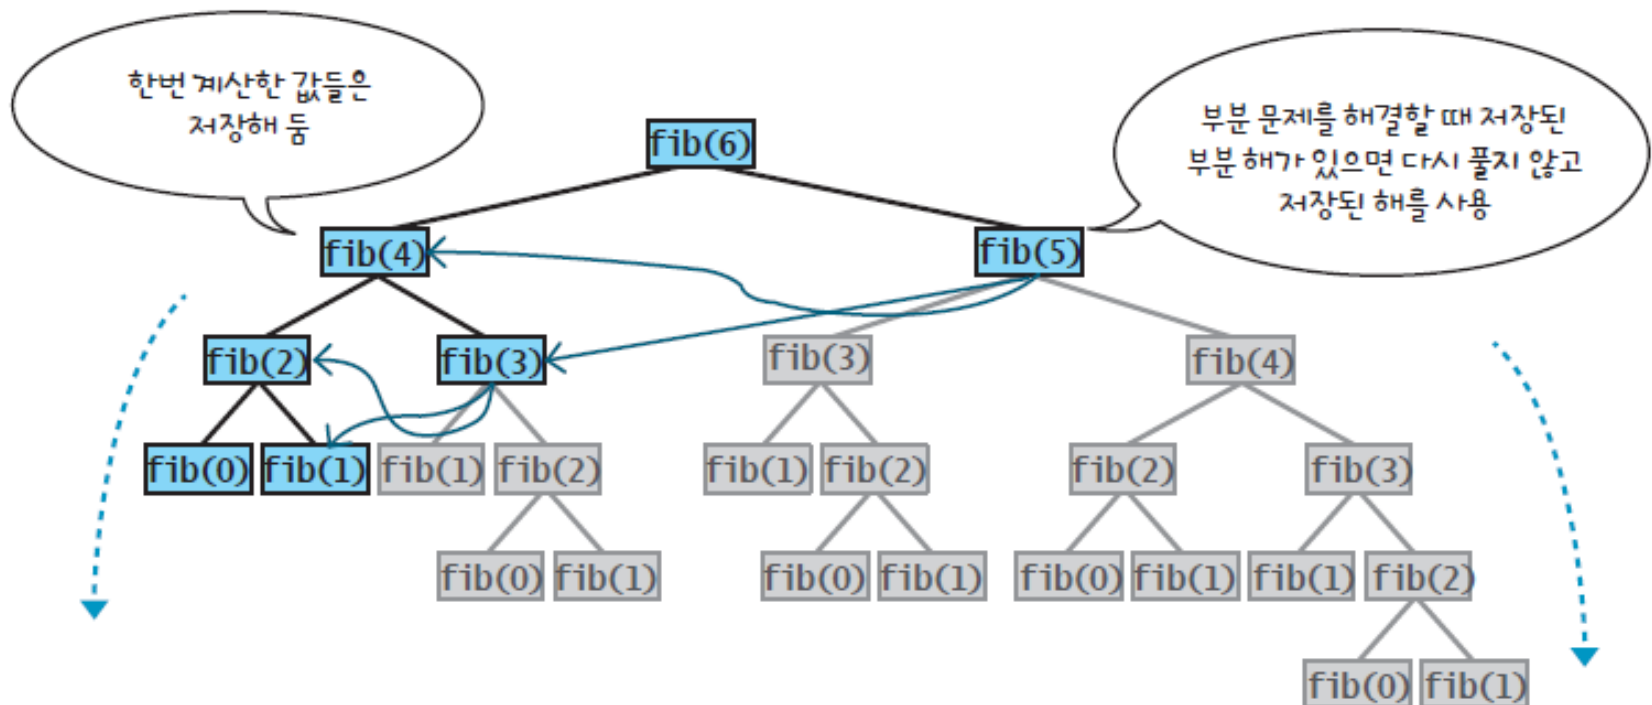 한번 계산한 값들은
저장해 둠
부분 문제를 해결할 때 저장된
부분 해가 있으면 다시 풀지 않고
저장된 해를 사용
fib(6)
fib(4) fib(5)
fib(2) fib(3) fib(3) fib(4)
fib(0) fib(1) fib(1) fib(2) fib(1) fib(2) fib(2) fib(3)
fib(0) fib(1) fib(0) fib(1) fib(0) fib(1) fib(1) fib(2)
fib(0) fib(1)